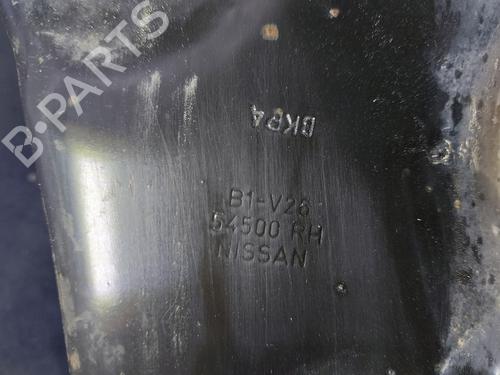 B-PARTS
BKP4
B1-V26
54500 RH
NISSAN